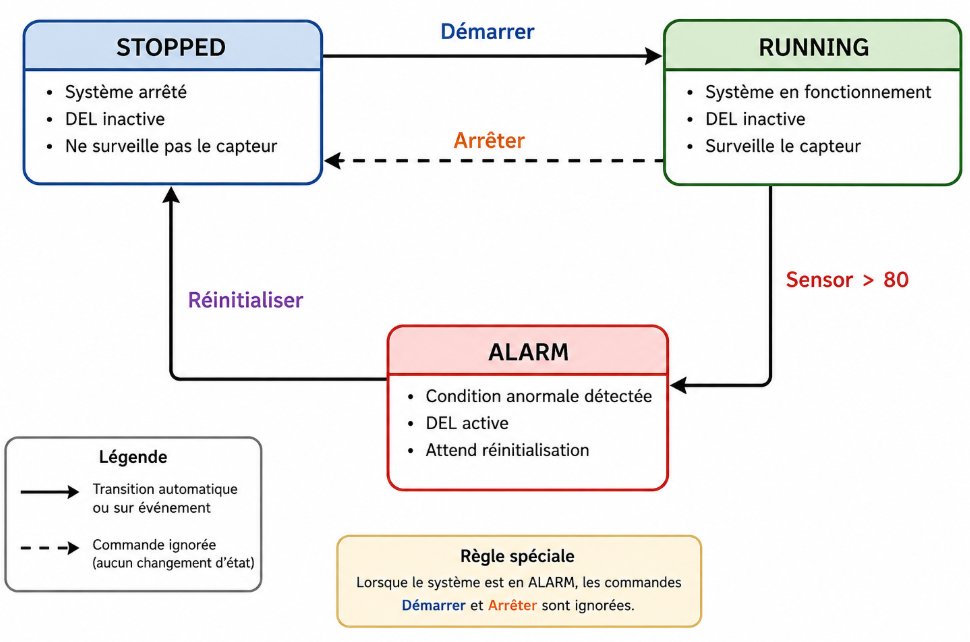 STOPPED
• Système arrêté
• DEL inactive
• Ne surveille pas le capteur
Démarrer
Arrêter
RUNNING
• Système en fonctionnement
• DEL inactive
• Surveille le capteur
Réinitialiser
Sensor > 80
ALARM
• Condition anormale détectée
• DEL active
• Attend réinitialisation
Légende
Transition automatique
ou sur événement
Commande ignorée
(aucun changement d'état)
Règle spéciale
Lorsque le système est en ALARM, les commandes
Démarrer et Arrêter sont ignorées.